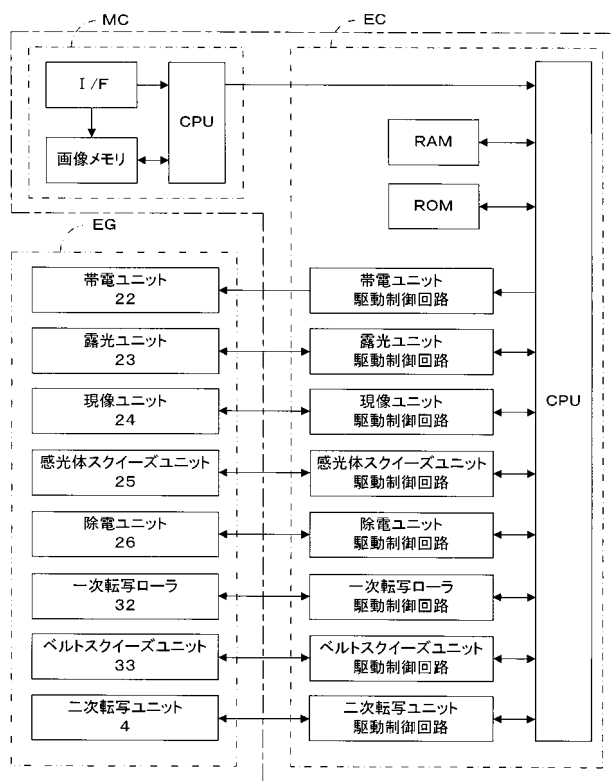 MC
EC
I/F
CPU
画像メモリ
RAM
ROM
EG
帯電ユニット
22
帯電ユニット
駆動制御回路
露光ユニット
23
露光ユニット
駆動制御回路
現像ユニット
24
現像ユニット
駆動制御回路
CPU
感光体スクイーズユニット
25
感光体スクイーズユニット
駆動制御回路
除電ユニット
26
除電ユニット
駆動制御回路
一次転写ローラ
32
一次転写ローラ
駆動制御回路
ベルトスクイーズユニット
33
ベルトスクイーズユニット
駆動制御回路
二次転写ユニット
4
二次転写ユニット
駆動制御回路